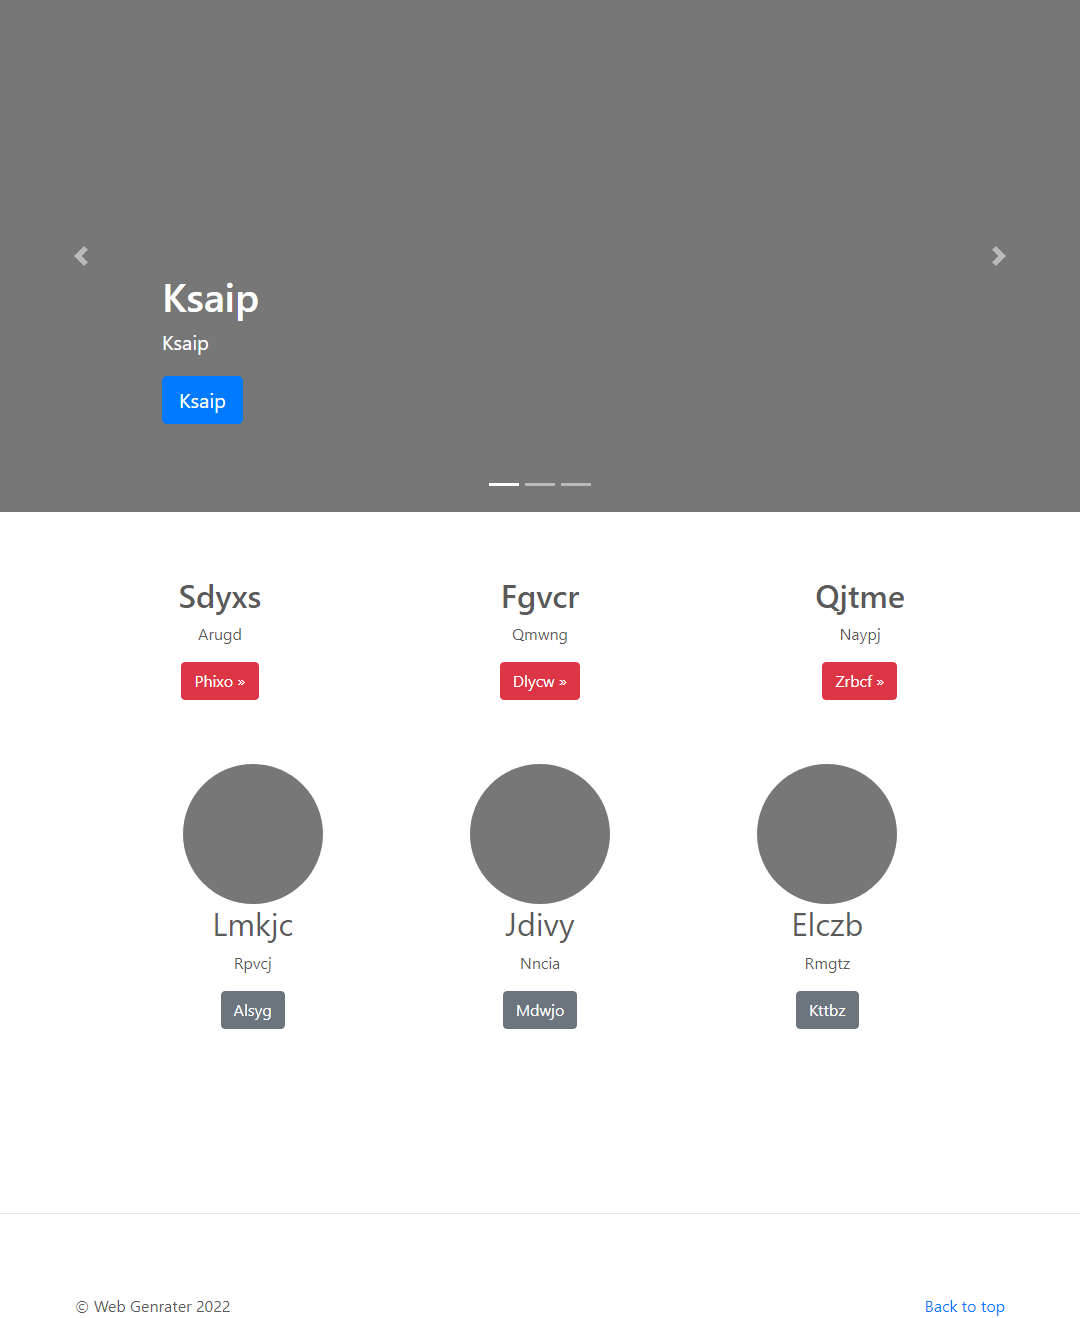 Ksaip
Ksaip
Ksaip
Sdyxs
Arugd
Phixo »
Fgvcr
Qmwng
Dlycw »
Qjtme
Naypj
Zrbcf »
Lmkjc
Rpvcj
Alsyg
Jdivy
Nncia
Mdwjo
Elczb
Rmgtz
Kttbz
© Web Genrater 2022
Back to top